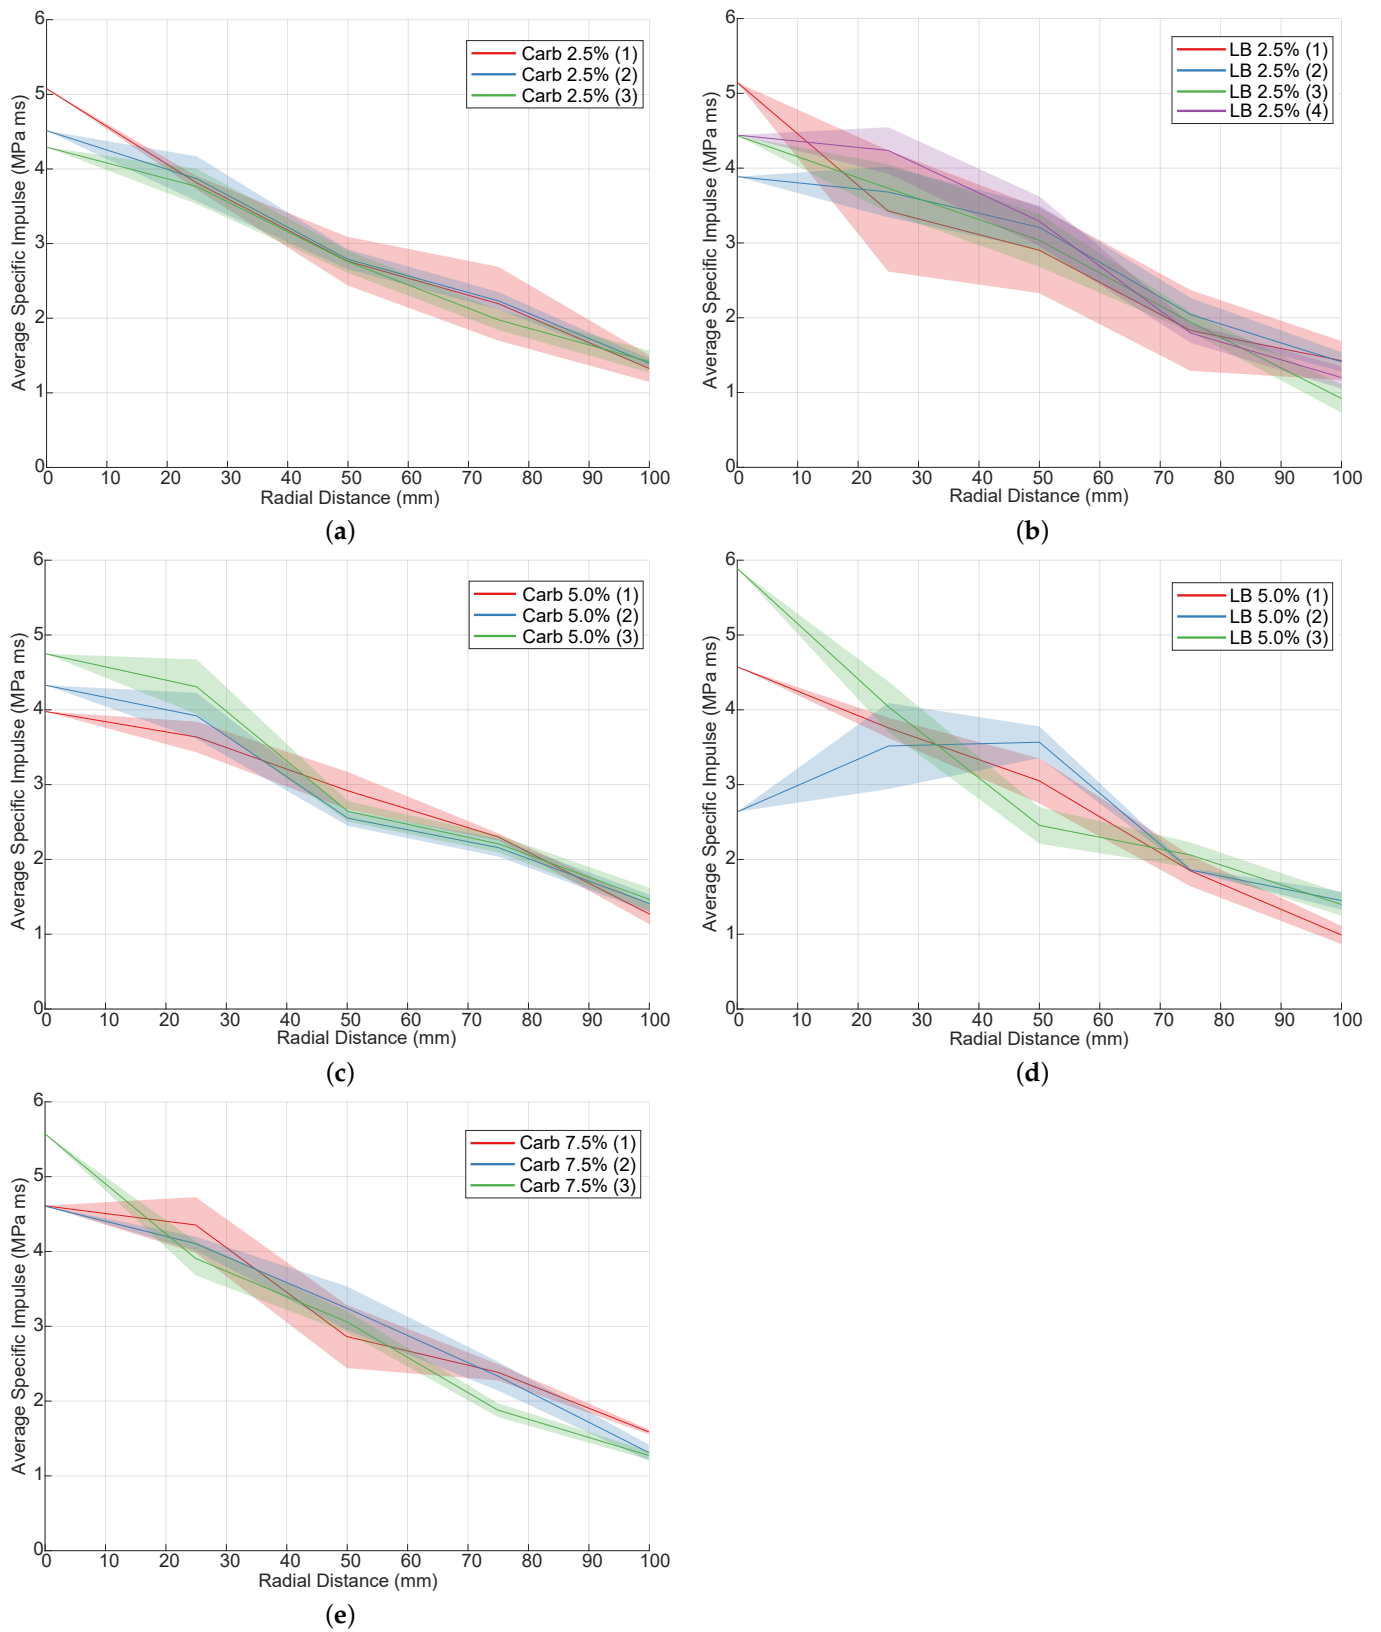 6
5
4
3
2
1
0
Average Specific Impulse (MPa ms)
Carb 2.5% (1)
Carb 2.5% (2)
Carb 2.5% (3)
0 10 20 30 40 50 60 70 80 90 100
Radial Distance (mm)
(a)
6
5
4
3
2
1
0
Average Specific Impulse (MPa ms)
LB 2.5% (1)
LB 2.5% (2)
LB 2.5% (3)
LB 2.5% (4)
0 10 20 30 40 50 60 70 80 90 100
Radial Distance (mm)
(b)
6
5
4
3
2
1
0
Average Specific Impulse (MPa ms)
Carb 5.0% (1)
Carb 5.0% (2)
Carb 5.0% (3)
0 10 20 30 40 50 60 70 80 90 100
Radial Distance (mm)
(c)
6
5
4
3
2
1
0
Average Specific Impulse (MPa ms)
LB 5.0% (1)
LB 5.0% (2)
LB 5.0% (3)
0 10 20 30 40 50 60 70 80 90 100
Radial Distance (mm)
(d)
6
5
4
3
2
1
0
Average Specific Impulse (MPa ms)
Carb 7.5% (1)
Carb 7.5% (2)
Carb 7.5% (3)
0 10 20 30 40 50 60 70 80 90 100
Radial Distance (mm)
(e)